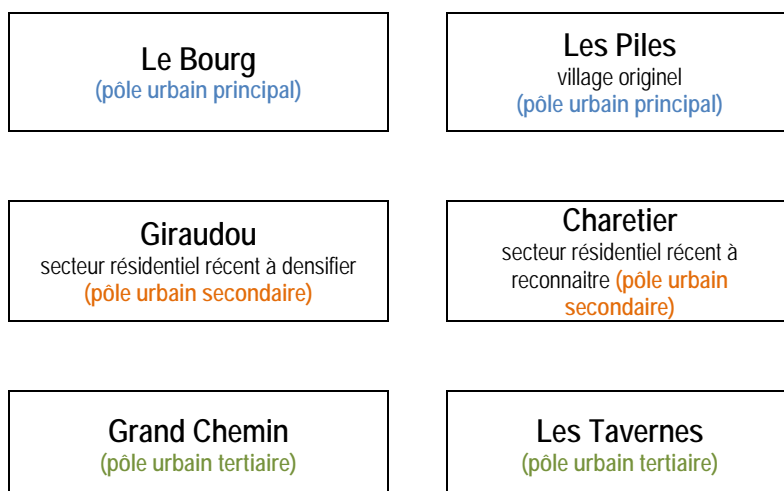 Le Bourg
(pôle urbain principal)
Les Piles
village originel
(pôle urbain principal)
Giraudou
secteur résidentiel récent à densifier
(pôle urbain secondaire)
Charetier
secteur résidentiel récent à
reconnaitre (pôle urbain
secondaire)
Grand Chemin
(pôle urbain tertiaire)
Les Tavernes
(pôle urbain tertiaire)